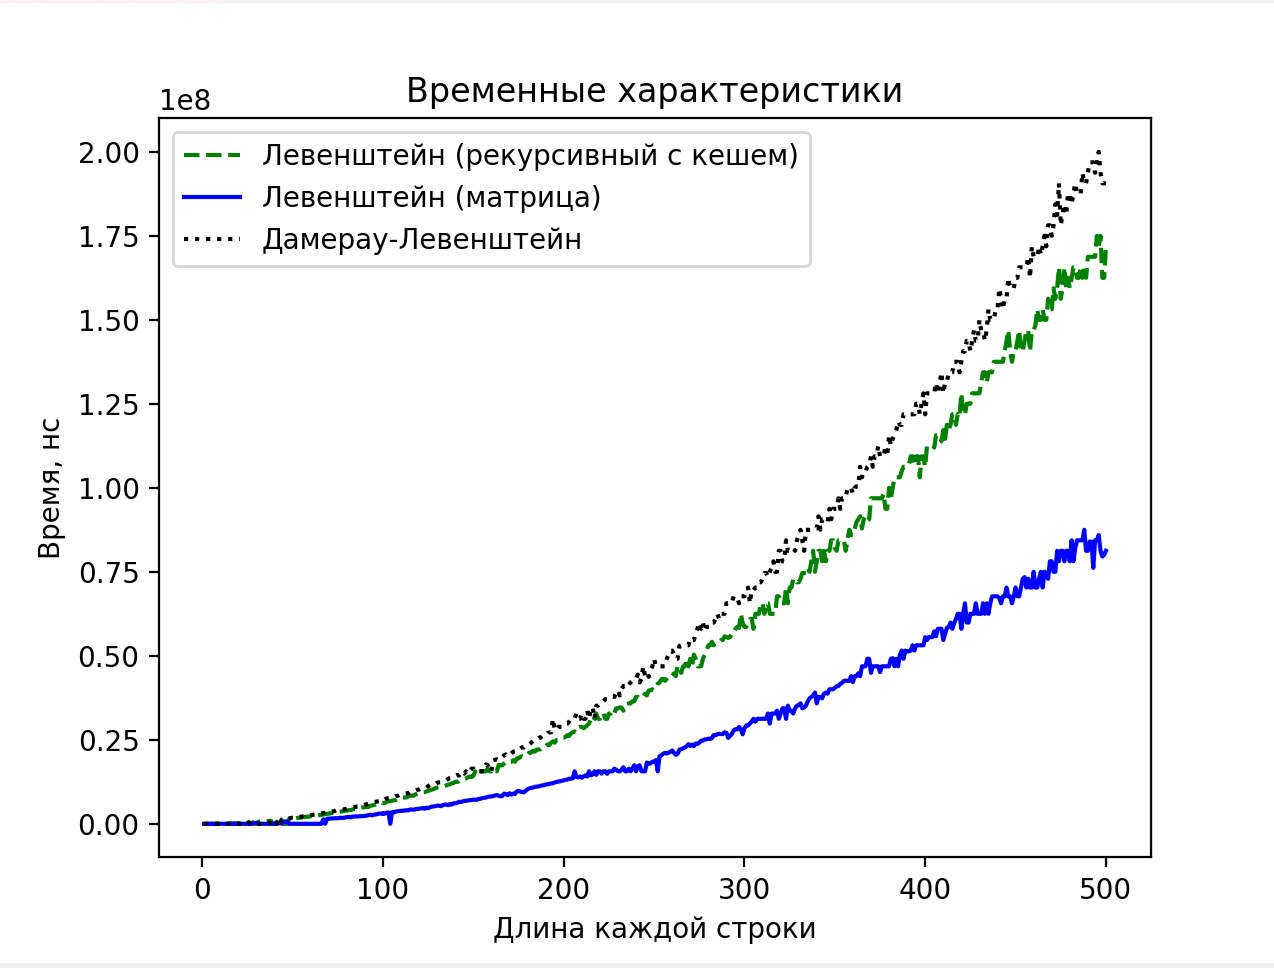 Временные характеристики
1e8
Левенштейн (рекурсивный с кешем)
Левенштейн (матрица)
Дамерау-Левенштейн
2.00
1.75
1.50
1.25
1.00
0.75
0.50
0.25
0.00
Время, нс
0 100 200 300 400 500
Длина каждой строки